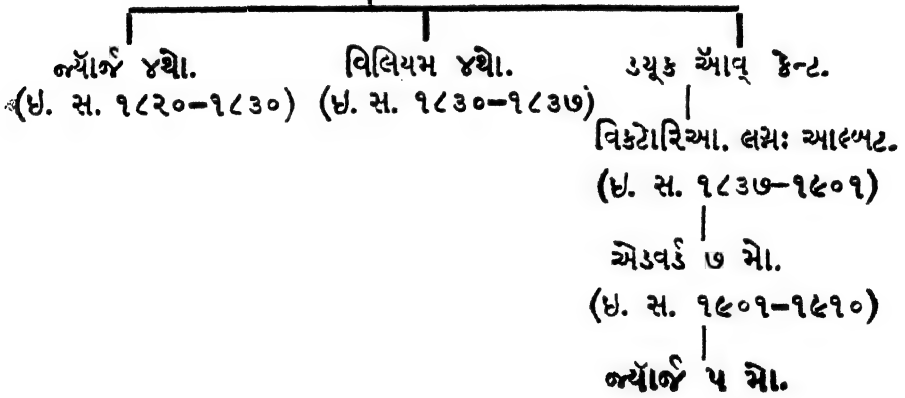 જ્યૉર્જ ૪થો. વિલિયમ ૪થો. ડયૂક ઑવ્ કેન્ટ.
(ઇ. સ. ૧૮૨૦–૧૮૩૦) (ઇ. સ. ૧૮૩૦–૧૮૩૭)
વિક્ટોરિઆ. લગ્નઃ આલ્બર્ટ.
(ઇ. સ. ૧૮૩૭–૧૯૦૧)
એડવર્ડ ૭ મો.
(ઇ. સ. ૧૯૦૧–૧૯૧૦)
જ્યૉર્જ ૫ મો.